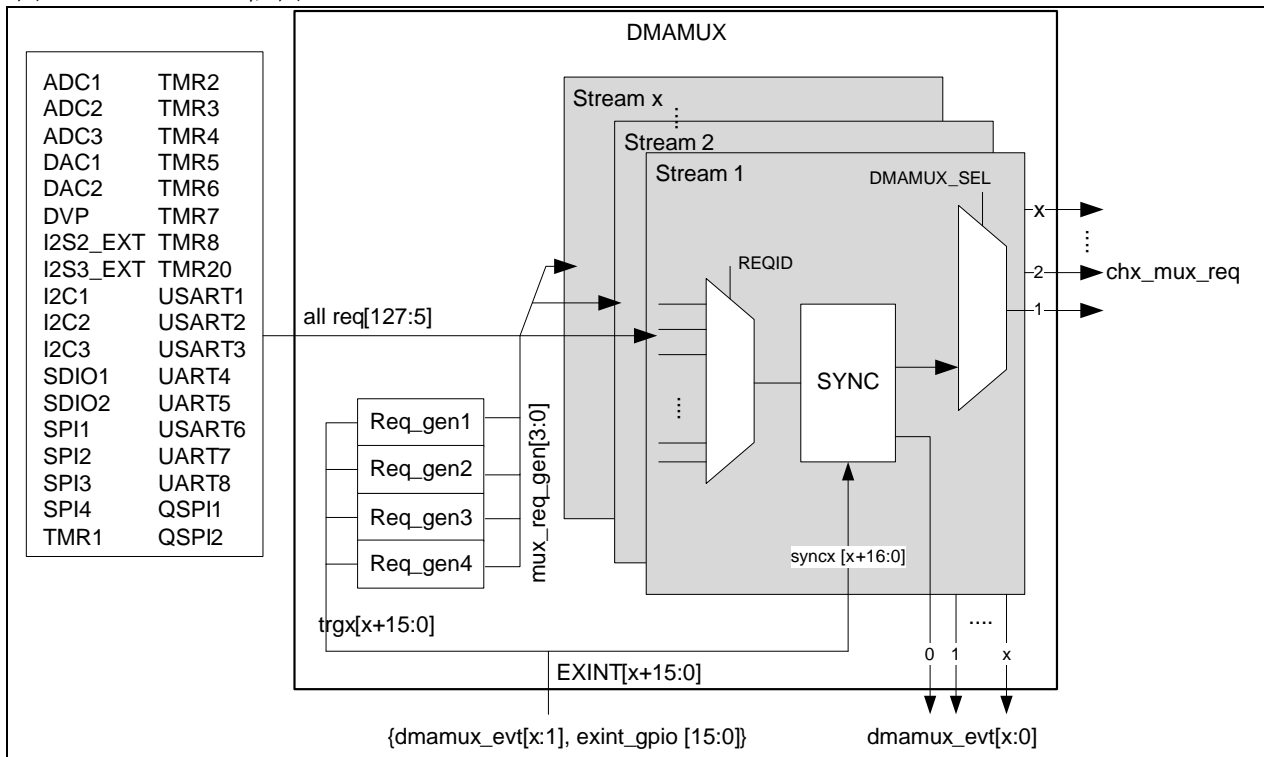 DMAMUX
ADC1 TMR2
ADC2 TMR3
ADC3 TMR4
DAC1 TMR5
DAC2 TMR6
DVP TMR7
I2S2_EXT TMR8
I2S3_EXT TMR20
I2C1 USART1
I2C2 USART2
I2C3 USART3
SDIO1 UART4
SDIO2 UART5
SPI1 USART6
SPI2 UART7
SPI3 UART8
SPI4 QSPI1
TMR1 QSPI2
all req[127:5]
Req_gen1
Req_gen2
Req_gen3
Req_gen4
mux_req_gen[3:0]
trgx[x+15:0]
EXINT[x+15:0]
{dmamux_evt[x:1], exint_gpio [15:0]}
Stream x
....
Stream 2
Stream 1
REQID
....
SYNC
syncx [x+16:0]
DMAMUX_SEL
x
....
2
chx_mux_req
1
....
0 1 x
dmamux_evt[x:0]